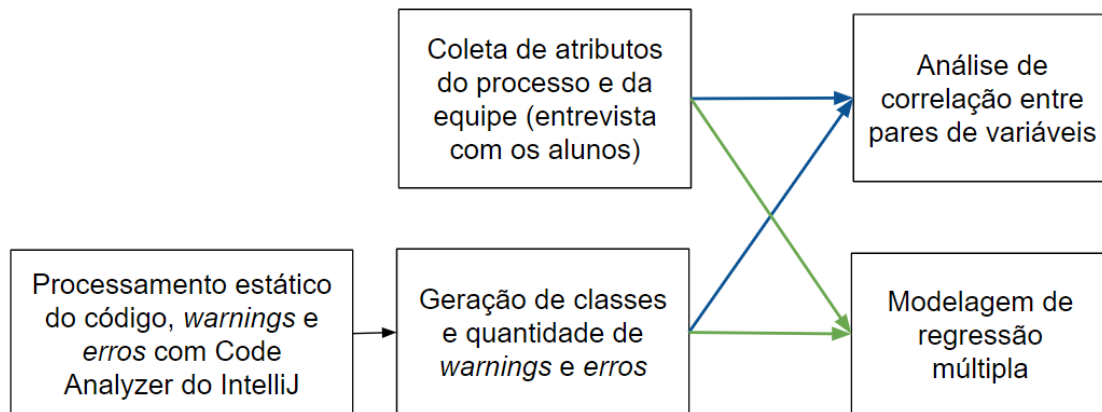 Coleta de atributos
do processo e da
equipe (entrevista
com os alunos)
Análise de
correlação entre
pares de variáveis
Processamento estático
do código, warnings e
erros com Code
Analyzer do IntelliJ
Geração de classes
e quantidade de
warnings e erros
Modelagem de
regressão
múltipla